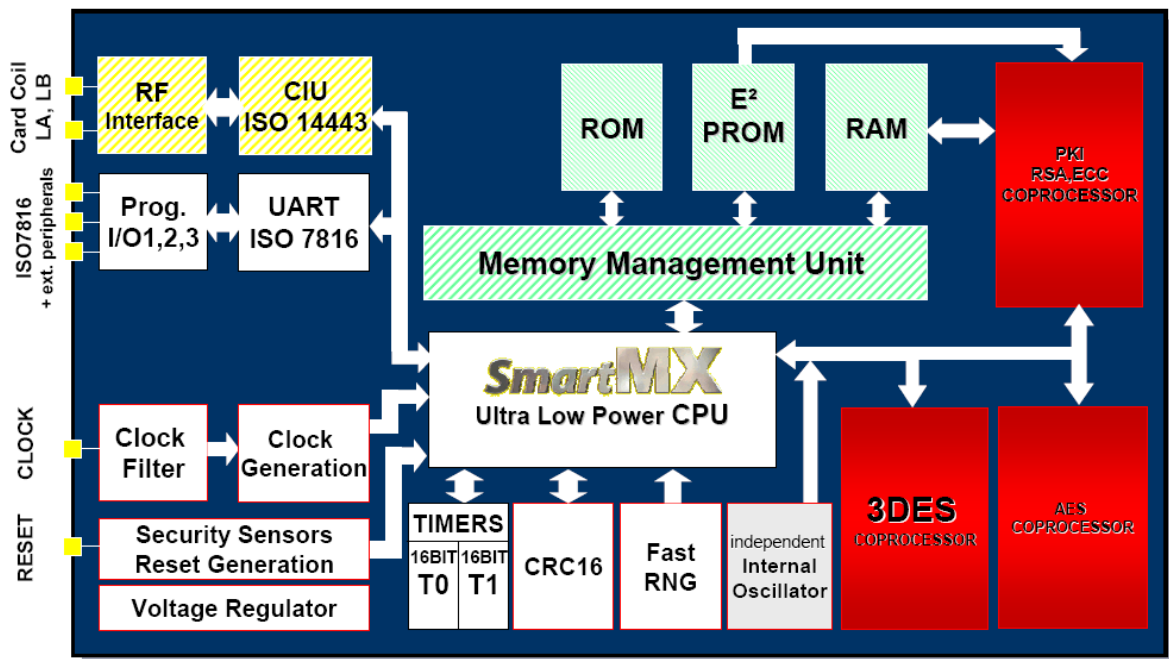 Card Coil
LA, LB
RF
Interface
CIU
ISO 14443
ISO7816
+ ext. peripherals
Prog.
I/O1,2,3
UART
ISO 7816
ROM
E²
PROM
RAM
PKI
RSA,ECC
COPROCESSOR
Memory Management Unit
SmartMX
Ultra Low Power CPU
CLOCK
Clock
Filter
Clock
Generation
RESET
Security Sensors
Reset Generation
Voltage Regulator
TIMERS
16BIT
T0
16BIT
T1
CRC16
Fast
RNG
independent
Internal
Oscillator
3DES
COPROCESSOR
AES
COPROCESSOR